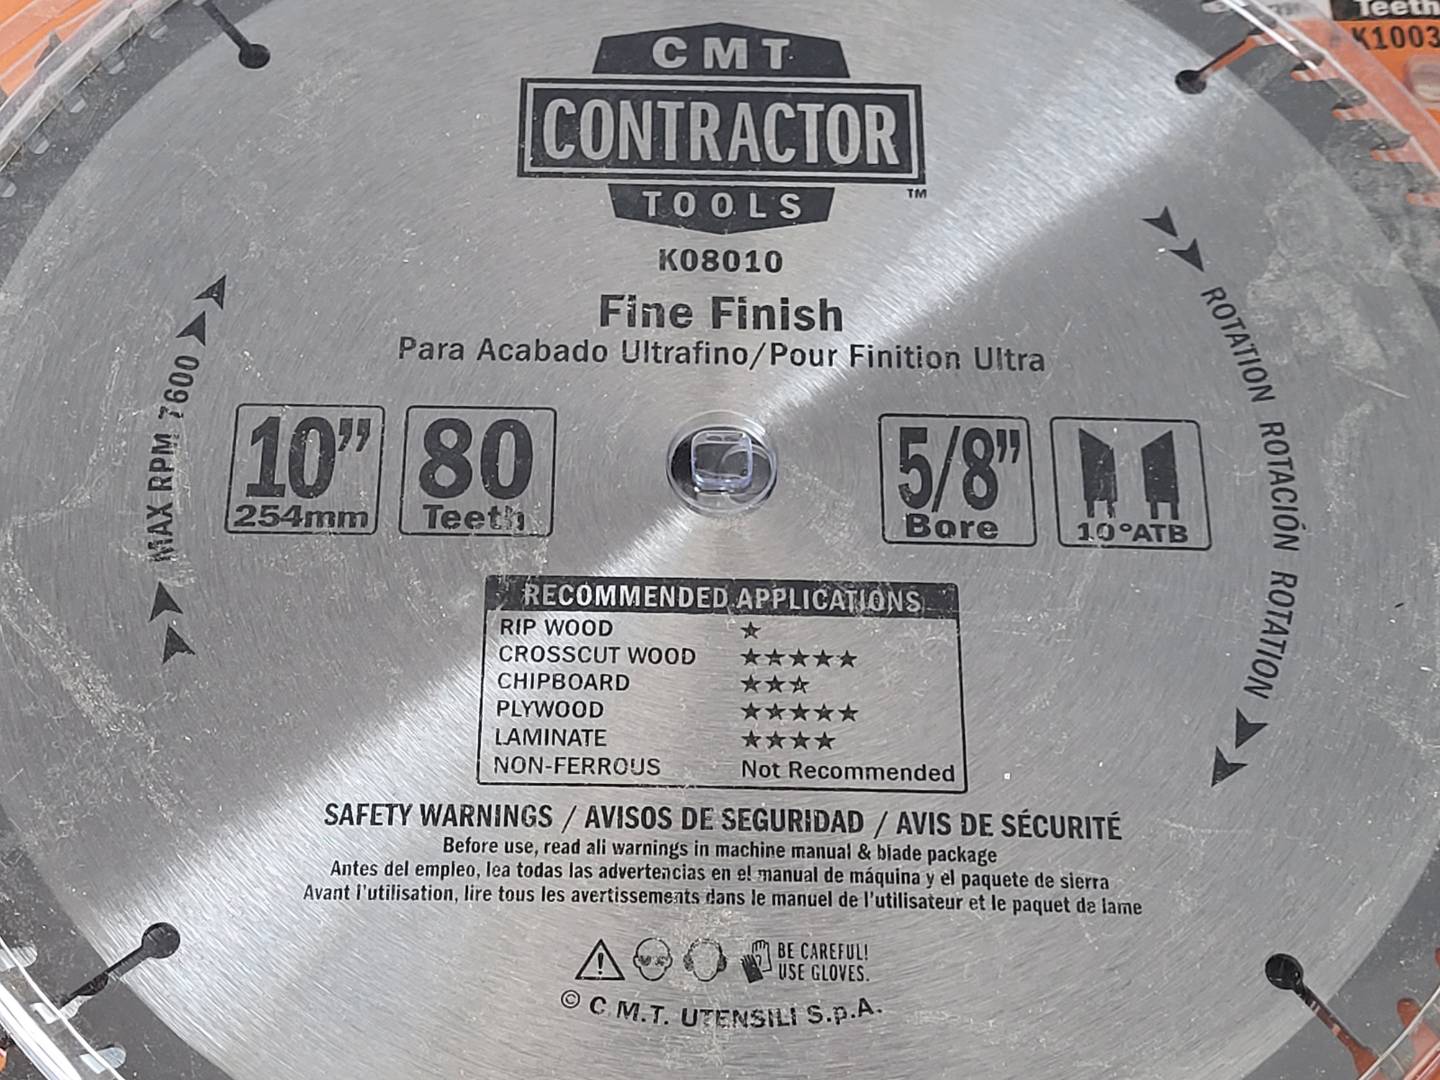 Teeth
K1003
CMT
CONTRACTOR
TOOLS
™
K08010
Fine Finish
Para Acabado Ultrafino/Pour Finition Ultra
MAX RPM 7600
10”
254mm
80
Teeth
5/8”
Bore
10°ATB
ROTATION ROTACIÓN ROTATION
RECOMMENDED APPLICATIONS
RIP WOOD ★
CROSSCUT WOOD ★★★★★
CHIPBOARD ★★★
PLYWOOD ★★★★★
LAMINATE ★★★★
NON-FERROUS Not Recommended
SAFETY WARNINGS / AVISOS DE SEGURIDAD / AVIS DE SÉCURITÉ
Before use, read all warnings in machine manual & blade package
Antes del empleo, lea todas las advertencias en el manual de máquina y el paquete de sierra
Avant l'utilisation, lire tous les avertissements dans le manuel de l'utilisateur et le paquet de lame
BE CAREFUL!
USE GLOVES.
© C.M.T. UTENSILI S.p.A.